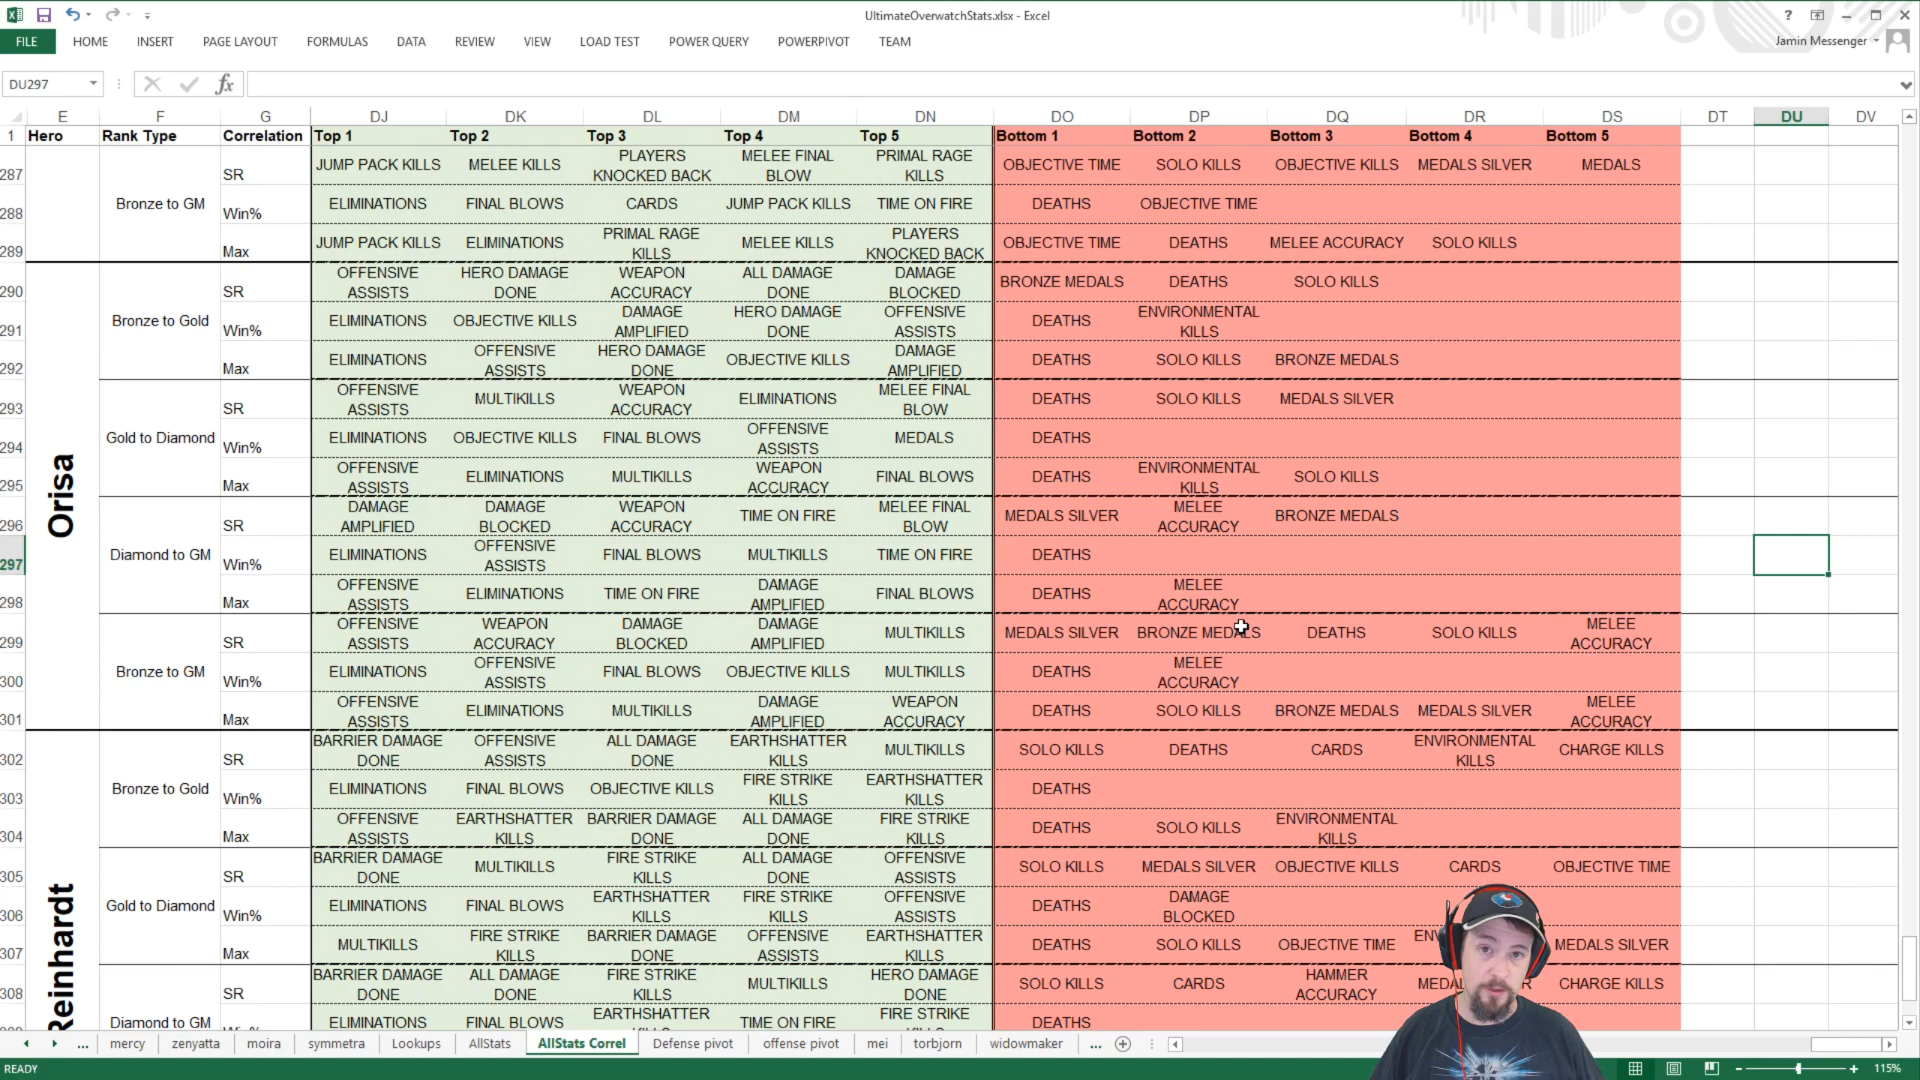 UltimateOverwatchStats.xlsx - Excel
FILE HOME INSERT PAGE LAYOUT FORMULAS DATA REVIEW VIEW LOAD TEST POWER QUERY POWERPIVOT TEAM Jamin Messenger
DU297
E F G DJ DK DL DM DN DO DP DQ DR DS DT DU DV
1 Hero Rank Type Correlation Top 1 Top 2 Top 3 Top 4 Top 5 Bottom 1 Bottom 2 Bottom 3 Bottom 4 Bottom 5
287 SR JUMP PACK KILLS MELEE KILLS PLAYERS KNOCKED BACK MELEE FINAL BLOW PRIMAL RAGE KILLS OBJECTIVE TIME SOLO KILLS OBJECTIVE KILLS MEDALS SILVER MEDALS
288 Bronze to GM Win% ELIMINATIONS FINAL BLOWS CARDS JUMP PACK KILLS TIME ON FIRE DEATHS OBJECTIVE TIME
289 Max JUMP PACK KILLS ELIMINATIONS PRIMAL RAGE KILLS MELEE KILLS PLAYERS KNOCKED BACK OBJECTIVE TIME DEATHS MELEE ACCURACY SOLO KILLS
Orisa
290 SR OFFENSIVE ASSISTS HERO DAMAGE DONE WEAPON ACCURACY ALL DAMAGE DONE DAMAGE BLOCKED BRONZE MEDALS DEATHS SOLO KILLS
291 Bronze to Gold Win% ELIMINATIONS OBJECTIVE KILLS DAMAGE AMPLIFIED HERO DAMAGE DONE OFFENSIVE ASSISTS DEATHS ENVIRONMENTAL KILLS
292 Max ELIMINATIONS OFFENSIVE ASSISTS HERO DAMAGE DONE OBJECTIVE KILLS DAMAGE AMPLIFIED DEATHS SOLO KILLS BRONZE MEDALS
293 SR OFFENSIVE ASSISTS MULTIKILLS WEAPON ACCURACY ELIMINATIONS MELEE FINAL BLOW DEATHS SOLO KILLS MEDALS SILVER
294 Gold to Diamond Win% ELIMINATIONS OBJECTIVE KILLS FINAL BLOWS OFFENSIVE ASSISTS MEDALS DEATHS
295 Max OFFENSIVE ASSISTS ELIMINATIONS MULTIKILLS WEAPON ACCURACY FINAL BLOWS DEATHS ENVIRONMENTAL KILLS SOLO KILLS
296 SR DAMAGE AMPLIFIED DAMAGE BLOCKED WEAPON ACCURACY TIME ON FIRE MELEE FINAL BLOW MEDALS SILVER MELEE ACCURACY BRONZE MEDALS
297 Diamond to GM Win% ELIMINATIONS OFFENSIVE ASSISTS FINAL BLOWS MULTIKILLS TIME ON FIRE DEATHS
298 Max OFFENSIVE ASSISTS ELIMINATIONS TIME ON FIRE DAMAGE AMPLIFIED FINAL BLOWS DEATHS MELEE ACCURACY
299 SR OFFENSIVE ASSISTS WEAPON ACCURACY DAMAGE BLOCKED DAMAGE AMPLIFIED MULTIKILLS MEDALS SILVER BRONZE MEDALS DEATHS SOLO KILLS MELEE ACCURACY
300 Bronze to GM Win% ELIMINATIONS OFFENSIVE ASSISTS FINAL BLOWS OBJECTIVE KILLS MULTIKILLS DEATHS MELEE ACCURACY
301 Max OFFENSIVE ASSISTS ELIMINATIONS MULTIKILLS DAMAGE AMPLIFIED WEAPON ACCURACY DEATHS SOLO KILLS BRONZE MEDALS MEDALS SILVER MELEE ACCURACY
Reinhardt
302 SR BARRIER DAMAGE DONE OFFENSIVE ASSISTS ALL DAMAGE DONE EARTHSHATTER KILLS MULTIKILLS SOLO KILLS DEATHS CARDS ENVIRONMENTAL KILLS CHARGE KILLS
303 Bronze to Gold Win% ELIMINATIONS FINAL BLOWS OBJECTIVE KILLS FIRE STRIKE KILLS EARTHSHATTER KILLS DEATHS
304 Max OFFENSIVE ASSISTS EARTHSHATTER KILLS BARRIER DAMAGE DONE ALL DAMAGE DONE FIRE STRIKE KILLS DEATHS SOLO KILLS ENVIRONMENTAL KILLS
305 SR BARRIER DAMAGE DONE MULTIKILLS FIRE STRIKE KILLS ALL DAMAGE DONE OFFENSIVE ASSISTS SOLO KILLS MEDALS SILVER OBJECTIVE KILLS CARDS OBJECTIVE TIME
306 Gold to Diamond Win% ELIMINATIONS FINAL BLOWS EARTHSHATTER KILLS FIRE STRIKE KILLS OFFENSIVE ASSISTS DEATHS DAMAGE BLOCKED
307 Max MULTIKILLS FIRE STRIKE KILLS BARRIER DAMAGE DONE OFFENSIVE ASSISTS EARTHSHATTER KILLS DEATHS SOLO KILLS OBJECTIVE TIME MEDALS SILVER
308 SR BARRIER DAMAGE DONE ALL DAMAGE DONE FIRE STRIKE KILLS MULTIKILLS HERO DAMAGE DONE SOLO KILLS CARDS HAMMER ACCURACY CHARGE KILLS
Diamond to GM ELIMINATIONS FINAL BLOWS EARTHSHATTER TIME ON FIRE FIRE STRIKE DEATHS
... mercy zenyatta moira symmetra Lookups AllStats AllStats Correl Defense pivot offense pivot mei torbjorn widowmaker ...
READY 115%